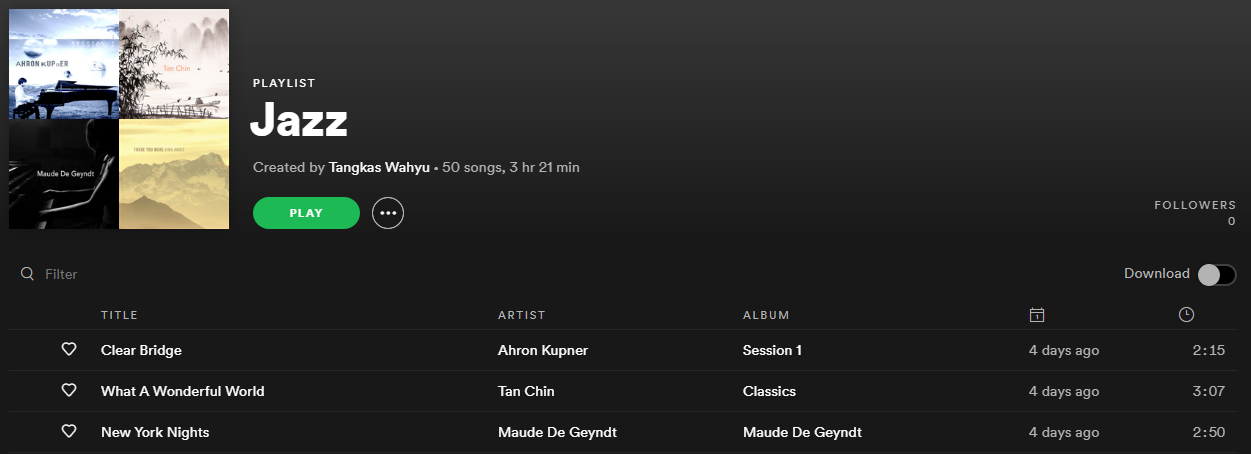 SESSION 1
AHRON KUPNER
Tan Chin
Maude De Geyndt
PLAYLIST
Jazz
Created by Tangkas Wahyu • 50 songs, 3 hr 21 min
PLAY
FOLLOWERS
0
Filter
Download
TITLE ARTIST ALBUM
Clear Bridge Ahron Kupner Session 1 4 days ago 2:15
What A Wonderful World Tan Chin Classics 4 days ago 3:07
New York Nights Maude De Geyndt Maude De Geyndt 4 days ago 2:50